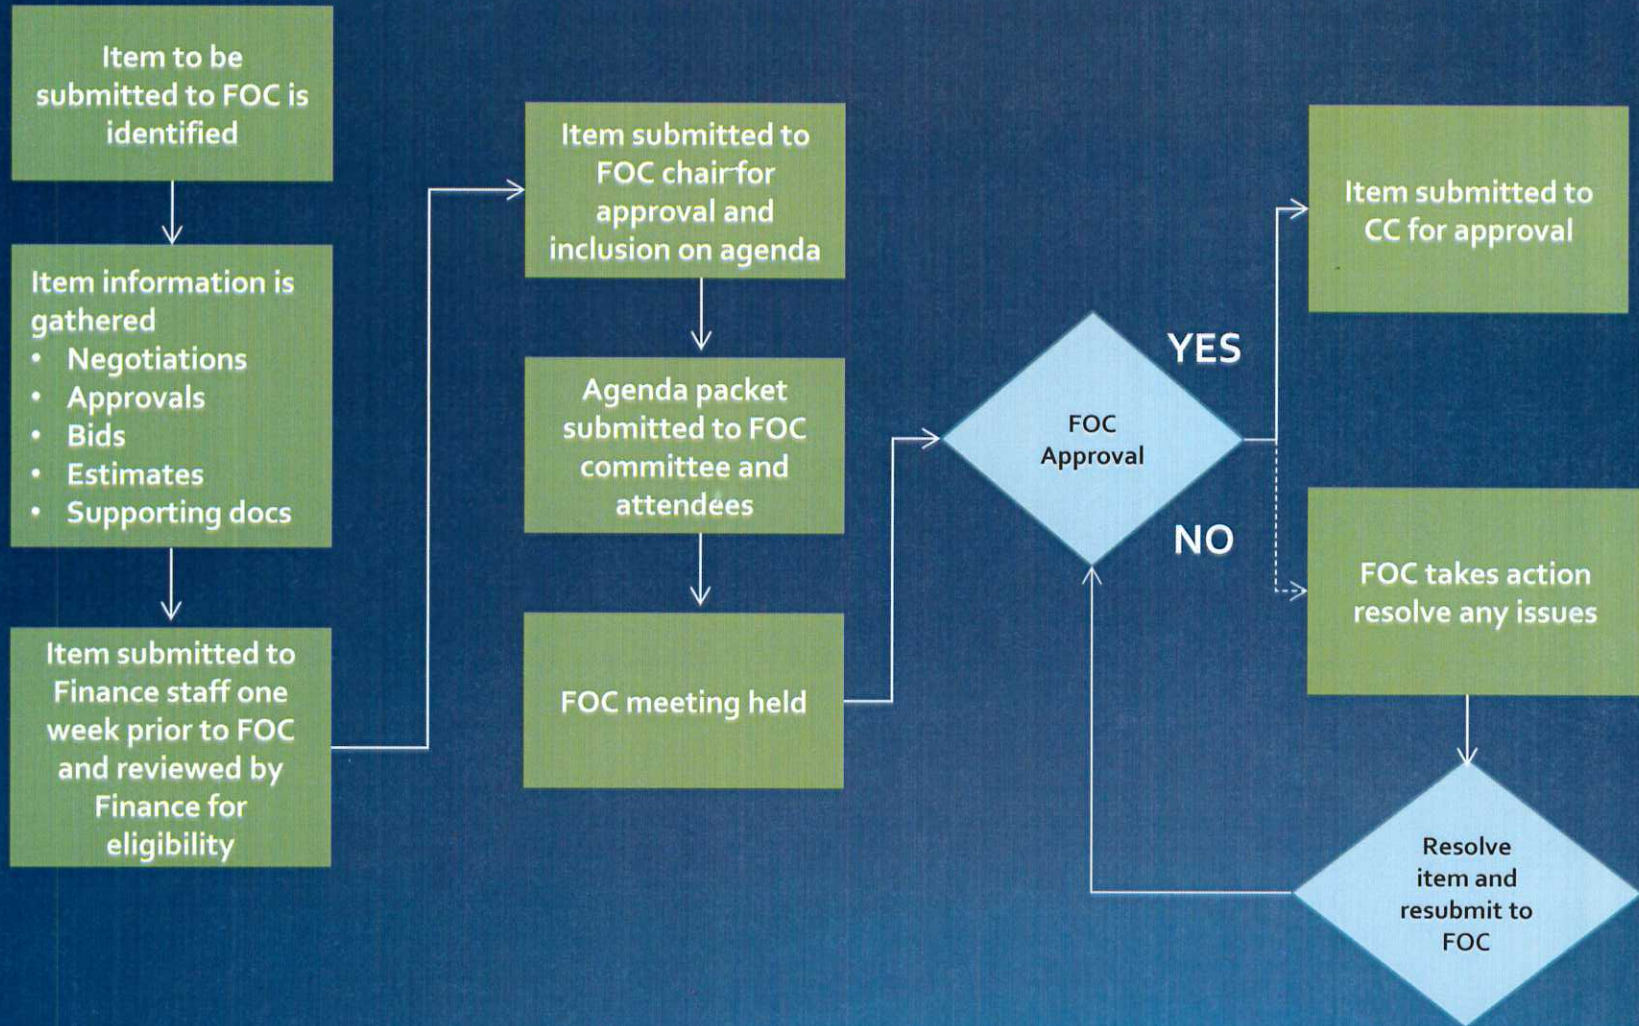 Item to be
submitted to FOC is
identified
Item information is
gathered
• Negotiations
• Approvals
• Bids
• Estimates
• Supporting docs
Item submitted to
Finance staff one
week prior to FOC
and reviewed by
Finance for
eligibility
Item submitted to
FOC chair for
approval and
inclusion on agenda
Agenda packet
submitted to FOC
committee and
attendees
FOC meeting held
FOC
Approval
YES
NO
Item submitted to
CC for approval
FOC takes action
resolve any issues
Resolve
item and
resubmit to
FOC